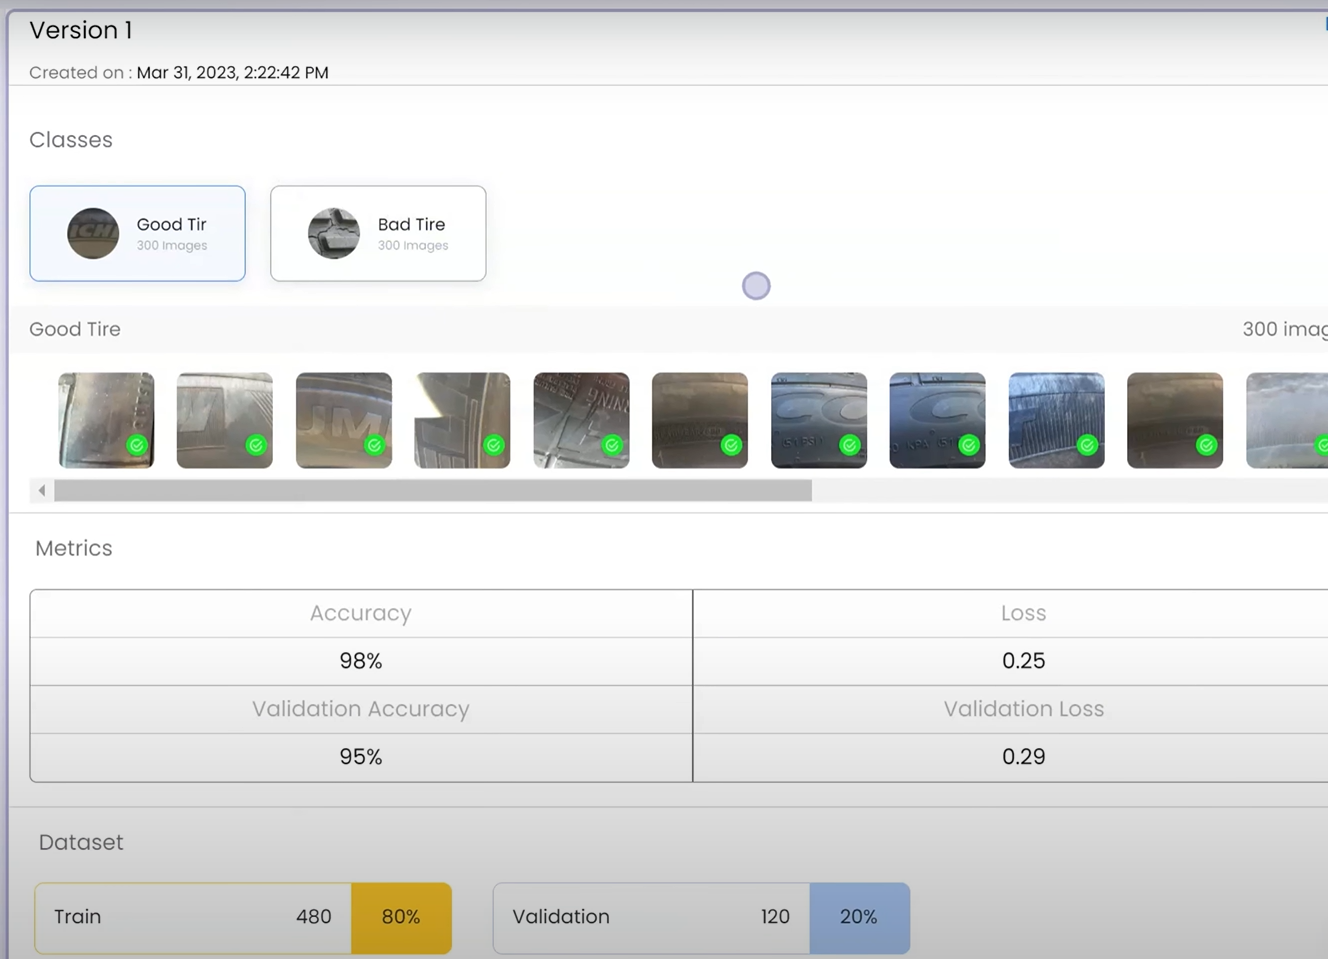 Version 1
Created on : Mar 31, 2023, 2:22:42 PM
Classes
Good Tir
300 Images
Bad Tire
300 Images
Good Tire
300 imag
UM
CO
C
Metrics
Accuracy
Loss
98%
0.25
Validation Accuracy
Validation Loss
95%
0.29
Dataset
Train 480 80%
Validation 120 20%